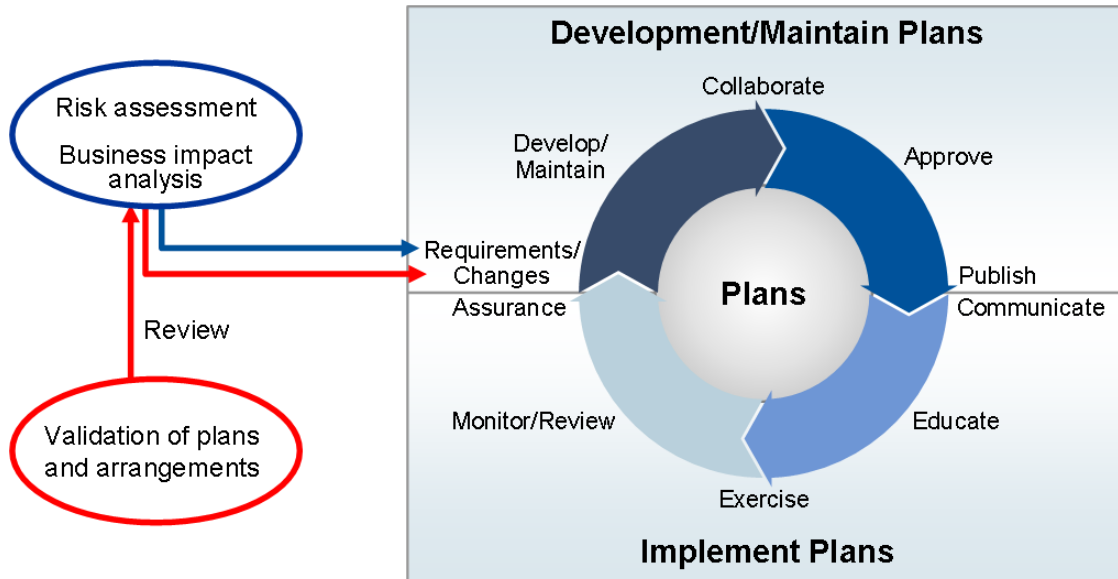 Development/Maintain Plans
Collaborate
Risk assessment
Business impact
analysis
Develop/
Maintain
Approve
Requirements/
Changes
Publish
Plans
Assurance
Communicate
Review
Monitor/Review
Educate
Validation of plans
and arrangements
Exercise
Implement Plans